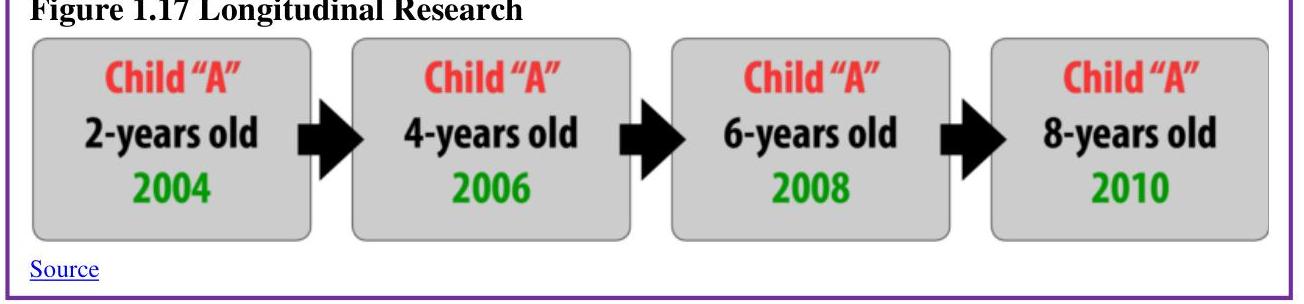 Figure 1.17 Longitudinal Research
Child “A”
2-years old
2004
Child “A”
4-years old
2006
Child “A”
6-years old
2008
Child “A”
8-years old
2010
Source